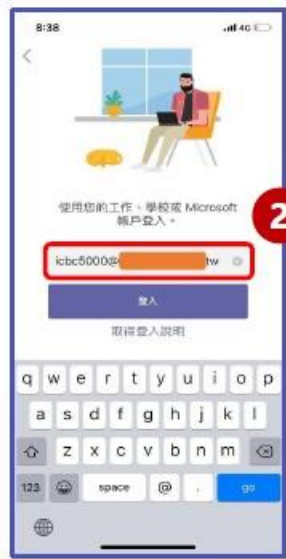 8:38
4G
使用您的工作、學校或 Microsoft
帳戶登入。
2
icbc5000@ tw
登入
取得登入說明
q w e r t y u i o p
a s d f g h j k l
z x c v b n m
123 space @ . go